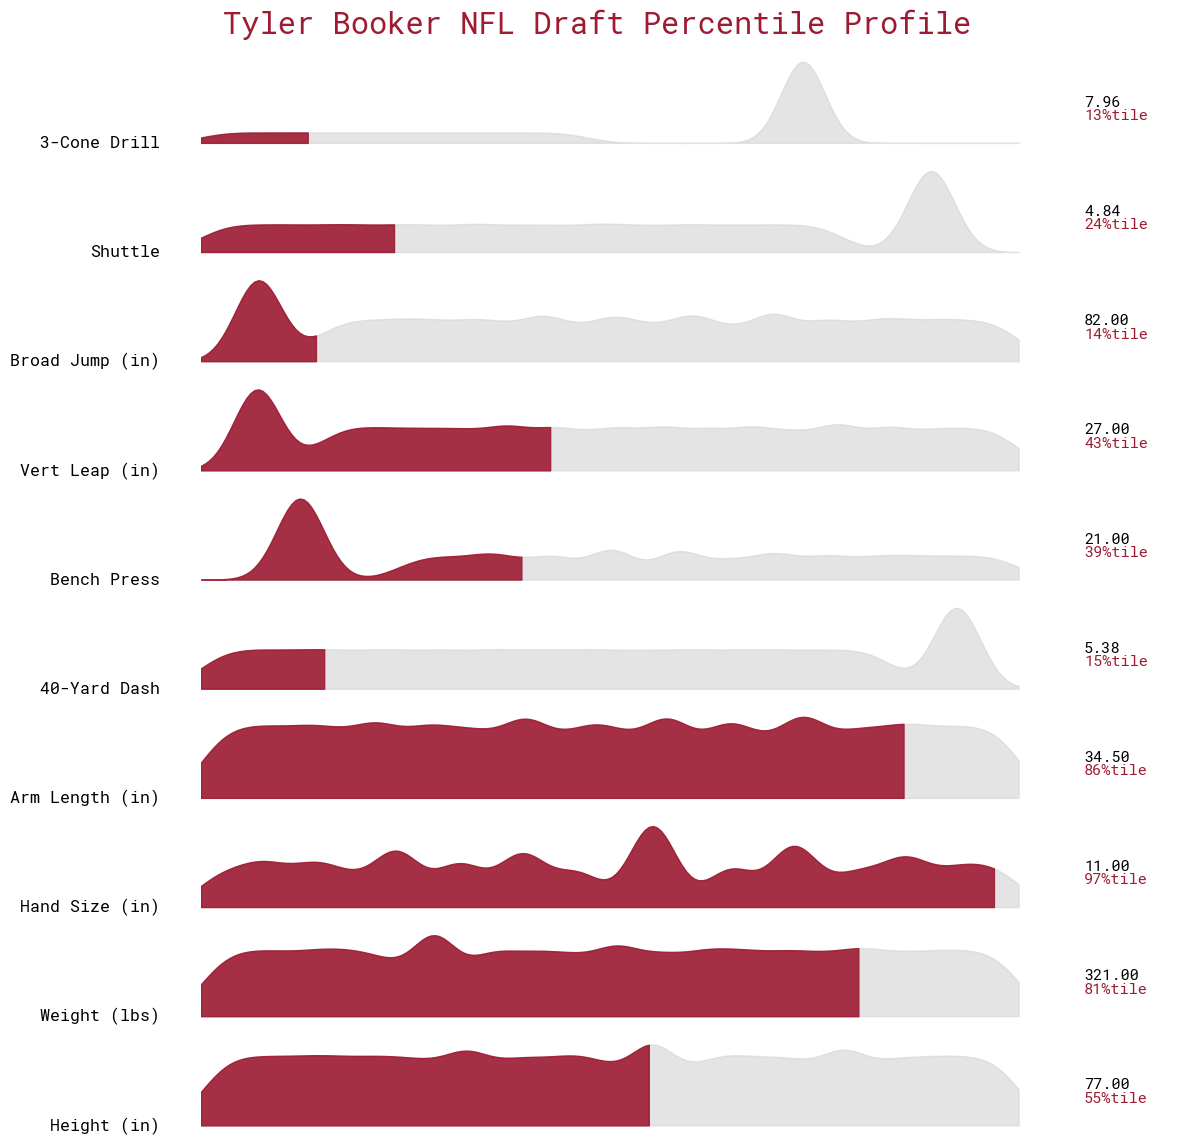 Tyler Booker NFL Draft Percentile Profile
7.96
13%tile
3-Cone Drill
4.84
24%tile
Shuttle
82.00
14%tile
Broad Jump (in)
27.00
43%tile
Vert Leap (in)
21.00
39%tile
Bench Press
5.38
15%tile
40-Yard Dash
34.50
86%tile
Arm Length (in)
11.00
97%tile
Hand Size (in)
321.00
81%tile
Weight (lbs)
77.00
55%tile
Height (in)